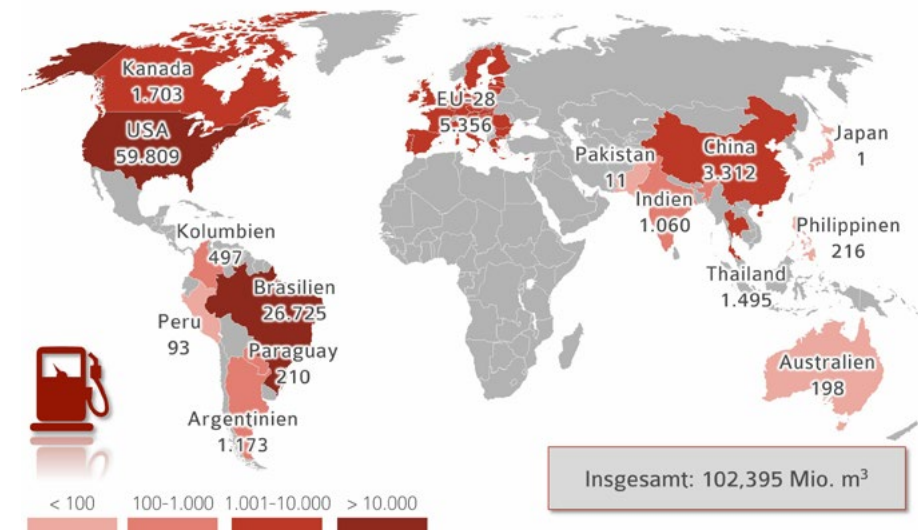 Kanada
1.703
USA
59.809
EU-28
5.356
Pakistan
11
Indien
1.060
China
3.312
Japan
1
Philippinen
216
Thailand
1.495
Kolumbien
497
Brasilien
26.725
Peru
93
Paraguay
210
Argentinien
1.173
Australien
198
Insgesamt: 102,395 Mio. m³
< 100 100-1.000 1.001-10.000 > 10.000